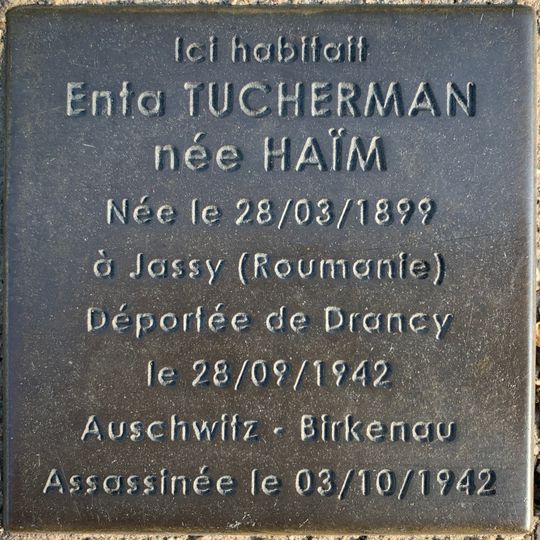 Ici habitait
Enta TUCHERMAN
née HAÏM
Née le 28/03/1899
à Jassy (Roumanie)
Déportée de Drancy
le 28/09/1942
Auschwitz - Birkenau
Assassinée le 03/10/1942